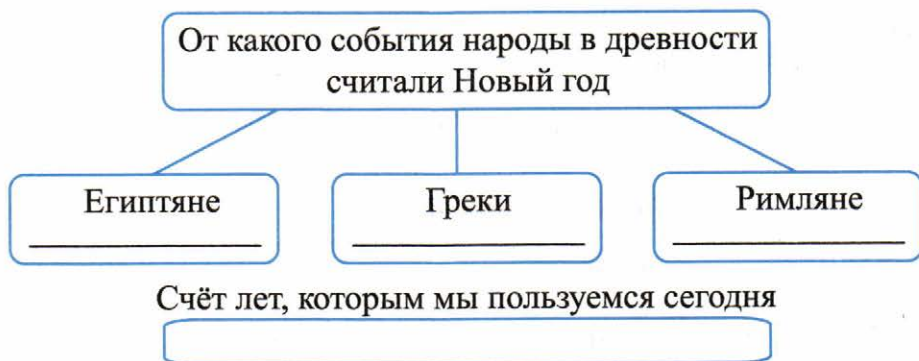 От какого события народы в древности
считали Новый год
Египтяне
Греки
Римляне
Счёт лет, которым мы пользуемся сегодня